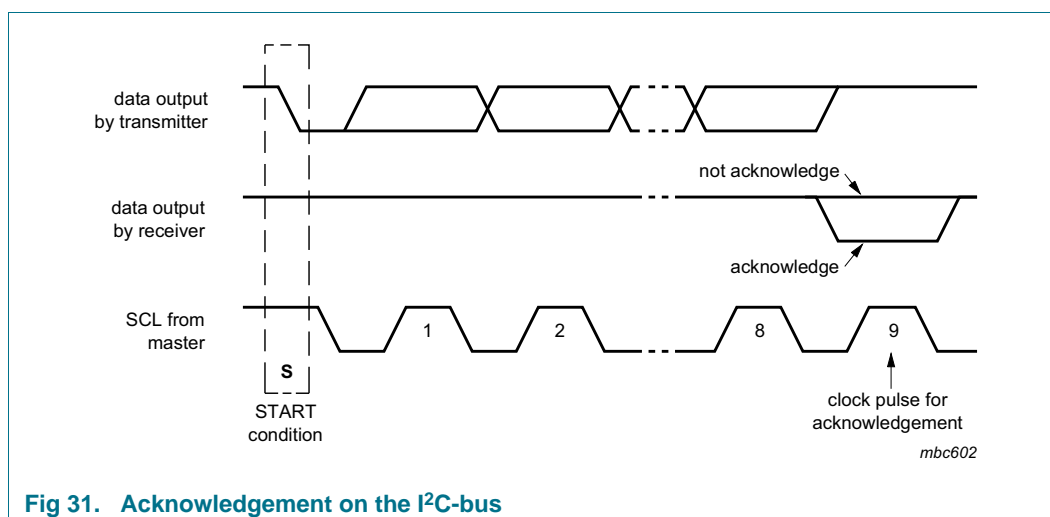 data output
by transmitter
not acknowledge
data output
by receiver
acknowledge
SCL from
master
1
2
8
9
S
START
condition
clock pulse for
acknowledgement
mbc602
Fig 31. Acknowledgement on the I²C-bus